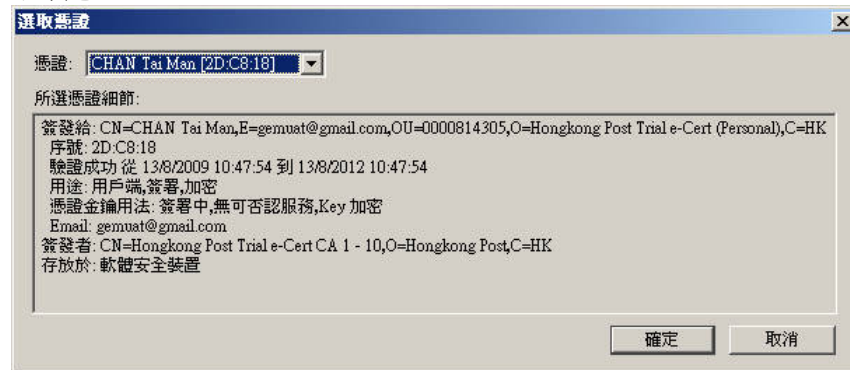 選取憑證
憑證: CHAN Tai Man [2D:C8:18]
所選憑證細節:
簽發給: CN=CHAN Tai Man,E=gemuat@gmail.com,OU=0000814305,O=Hongkong Post Trial e-Cert (Personal),C=HK
序號: 2D:C8:18
驗證成功 從 13/8/2009 10:47:54 到 13/8/2012 10:47:54
用途: 用戶端,簽署,加密
憑證金鑰用法: 簽署中,無可否認服務,Key 加密
Email: gemuat@gmail.com
簽發者: CN=Hongkong Post Trial e-Cert CA 1 - 10,O=Hongkong Post,C=HK
存放於: 軟體安全裝置
確定 取消